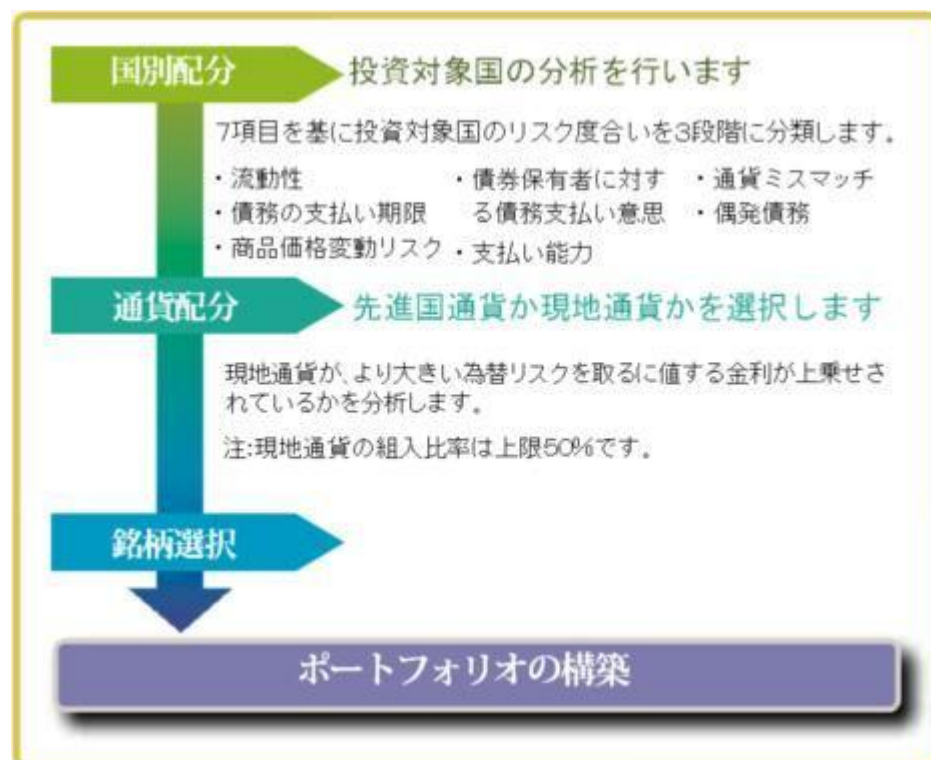 国別配分
投資対象国の分析を行います
7項目を基に投資対象国のリスク度合いを3段階に分類します。
・流動性
・債務の支払い期限
・商品価格変動リスク
・債券保有者に対す
る債務支払い意思
・支払い能力
・通貨ミスマッチ
・偶発債務
通貨配分
先進国通貨か現地通貨かを選択します
現地通貨が、より大きい為替リスクを取るに値する金利が上乗せさ
れているかを分析します。
注:現地通貨の組入比率は上限50%です。
銘柄選択
ポートフォリオの構築